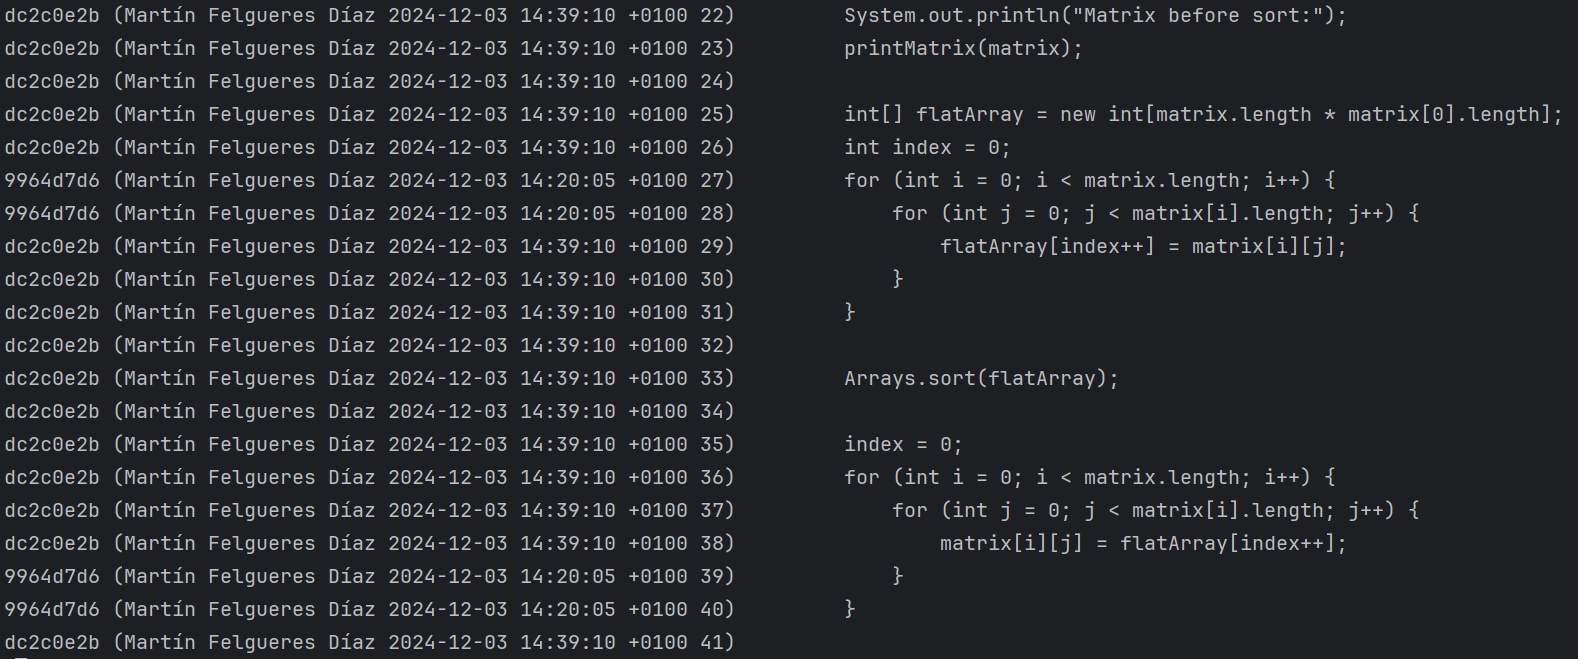 dc2c0e2b (Martín Felgueres Díaz 2024-12-03 14:39:10 +0100 22)         System.out.println("Matrix before sort:");
dc2c0e2b (Martín Felgueres Díaz 2024-12-03 14:39:10 +0100 23)         printMatrix(matrix);
dc2c0e2b (Martín Felgueres Díaz 2024-12-03 14:39:10 +0100 24)
dc2c0e2b (Martín Felgueres Díaz 2024-12-03 14:39:10 +0100 25)         int[] flatArray = new int[matrix.length * matrix[0].length];
dc2c0e2b (Martín Felgueres Díaz 2024-12-03 14:39:10 +0100 26)         int index = 0;
9964d7d6 (Martín Felgueres Díaz 2024-12-03 14:20:05 +0100 27)         for (int i = 0; i < matrix.length; i++) {
9964d7d6 (Martín Felgueres Díaz 2024-12-03 14:20:05 +0100 28)             for (int j = 0; j < matrix[i].length; j++) {
dc2c0e2b (Martín Felgueres Díaz 2024-12-03 14:39:10 +0100 29)                 flatArray[index++] = matrix[i][j];
dc2c0e2b (Martín Felgueres Díaz 2024-12-03 14:39:10 +0100 30)             }
dc2c0e2b (Martín Felgueres Díaz 2024-12-03 14:39:10 +0100 31)         }
dc2c0e2b (Martín Felgueres Díaz 2024-12-03 14:39:10 +0100 32)
dc2c0e2b (Martín Felgueres Díaz 2024-12-03 14:39:10 +0100 33)         Arrays.sort(flatArray);
dc2c0e2b (Martín Felgueres Díaz 2024-12-03 14:39:10 +0100 34)
dc2c0e2b (Martín Felgueres Díaz 2024-12-03 14:39:10 +0100 35)         index = 0;
dc2c0e2b (Martín Felgueres Díaz 2024-12-03 14:39:10 +0100 36)         for (int i = 0; i < matrix.length; i++) {
dc2c0e2b (Martín Felgueres Díaz 2024-12-03 14:39:10 +0100 37)             for (int j = 0; j < matrix[i].length; j++) {
dc2c0e2b (Martín Felgueres Díaz 2024-12-03 14:39:10 +0100 38)                 matrix[i][j] = flatArray[index++];
9964d7d6 (Martín Felgueres Díaz 2024-12-03 14:20:05 +0100 39)             }
9964d7d6 (Martín Felgueres Díaz 2024-12-03 14:20:05 +0100 40)         }
dc2c0e2b (Martín Felgueres Díaz 2024-12-03 14:39:10 +0100 41)